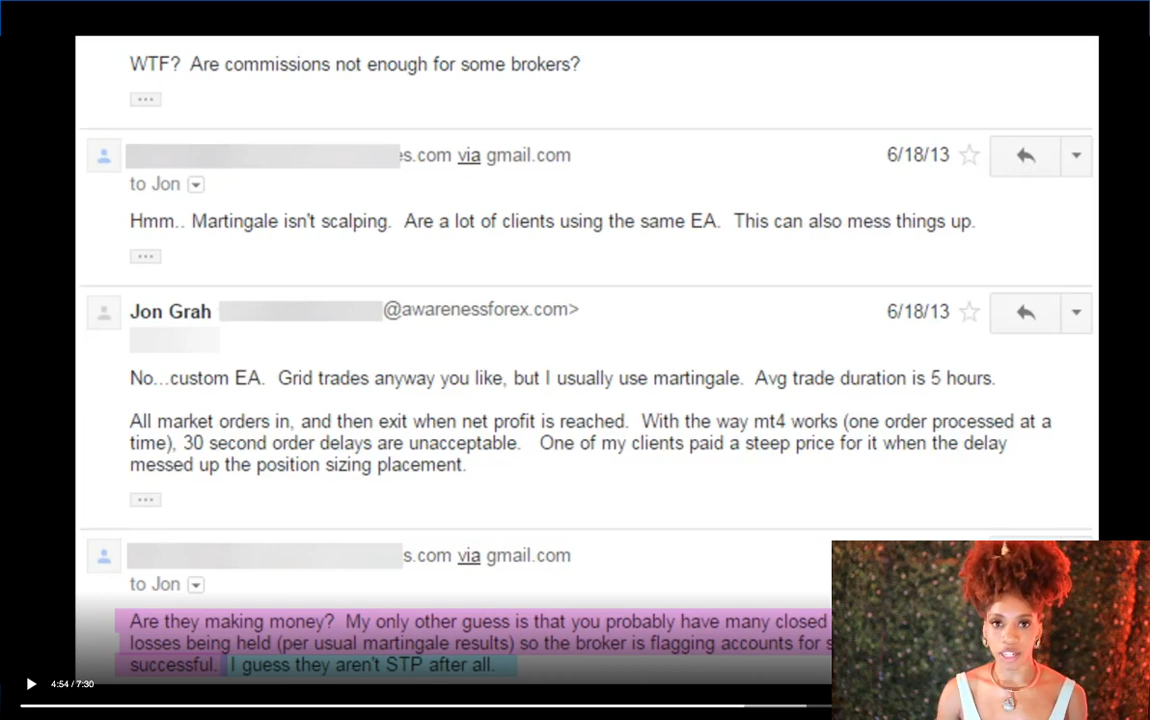 WTF? Are commissions not enough for some brokers?
es.com via gmail.com
6/18/13
to Jon
Hmm.. Martingale isn't scalping. Are a lot of clients using the same EA. This can also mess things up.
Jon Grah
@awarenessforex.com>
6/18/13
No...custom EA. Grid trades anyway you like, but I usually use martingale. Avg trade duration is 5 hours.
All market orders in, and then exit when net profit is reached. With the way mt4 works (one order processed at a
time), 30 second order delays are unacceptable. One of my clients paid a steep price for it when the delay
messed up the position sizing placement.
s.com via gmail.com
to Jon
Are they making money? My only other guess is that you probably have many closed
losses being held (per usual martingale results) so the broker is flagging accounts for s
successful. I guess they aren't STP after all.
4:54 / 7:30